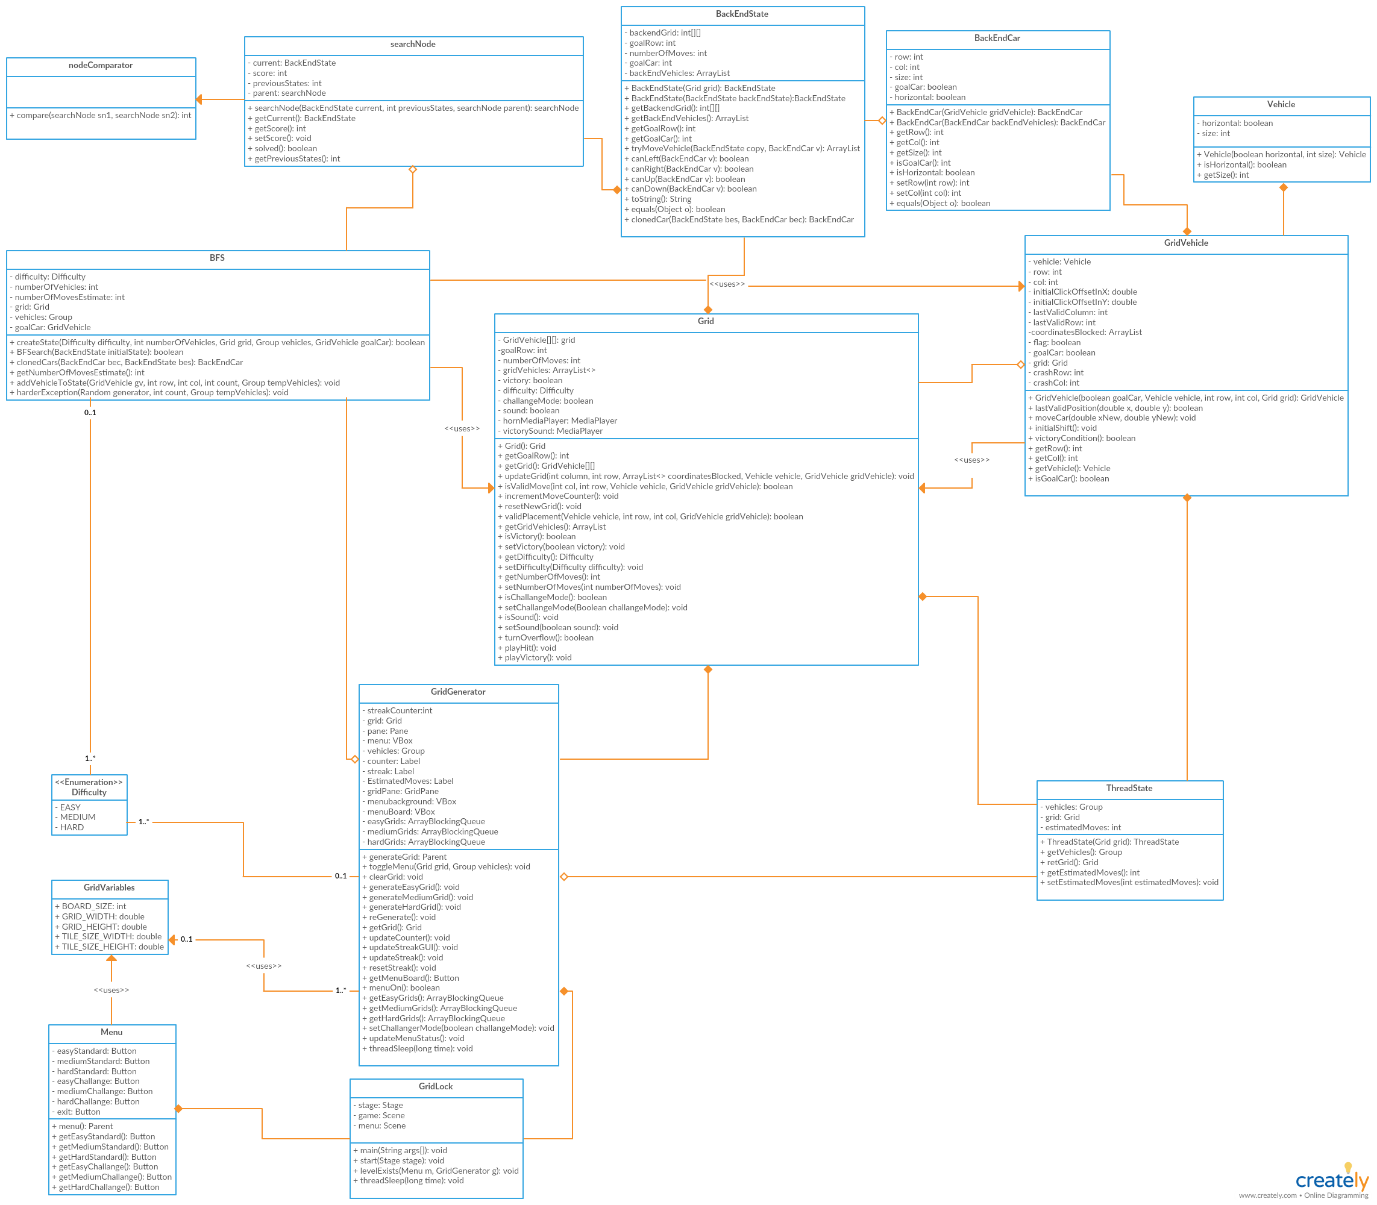 nodeComparator
+ compare(searchNode sn1, searchNode sn2): int
searchNode
- current: BackEndState
- score: int
- previousStates: int
- parent: searchNode
+ searchNode(BackEndState current, int previousStates, searchNode parent): searchNode
+ getCurrent(): BackEndState
+ getScore(): int
+ setScore(): void
+ solved(): boolean
+ getPreviousStates(): int
BackEndState
- backendGrid: int[][]
- goalRow: int
- numberOfMoves: int
- goalCar: int
- backEndVehicles: ArrayList
+ BackEndState(Grid grid): BackEndState
+ BackEndState(BackEndState backEndState):BackEndState
+ getBackendGrid(): int[][]
+ getBackEndVehicles(): ArrayList
+ getGoalRow(): int
+ getGoalCar(): int
+ tryMoveVehicle(BackEndState copy, BackEndCar v): ArrayList
+ canLeft(BackEndCar v): boolean
+ canRight(BackEndCar v): boolean
+ canUp(BackEndCar v): boolean
+ canDown(BackEndCar v): boolean
+ toString(): String
+ equals(Object o): boolean
+ clonedCar(BackEndState bes, BackEndCar bec): BackEndCar
BackEndCar
- row: int
- col: int
- size: int
- goalCar: boolean
- horizontal: boolean
+ BackEndCar(GridVehicle gridVehicle): BackEndCar
+ BackEndCar(BackEndCar backEndVehicles): BackEndCar
+ getRow(): int
+ getCol(): int
+ getSize(): int
+ isGoalCar(): int
+ isHorizontal: boolean
+ setRow(int row): int
+ setCol(int col): int
+ equals(Object o): boolean
Vehicle
- horizontal: boolean
- size: int
+ Vehicle(boolean horizontal, int size): Vehicle
+ isHorizontal(): boolean
+ getSize(): int
BFS
- difficulty: Difficulty
- numberOfVehicles: int
- numberOfMovesEstimate: int
- grid: Grid
- vehicles: Group
- goalCar: GridVehicle
+ createState(Difficulty difficulty, int numberOfVehicles, Grid grid, Group vehicles, GridVehicle goalCar): boolean
+ BFSearch(BackEndState initialState): boolean
+ clonedCars(BackEndCar bec, BackEndState bes): BackEndCar
+ getNumberOfMovesEstimate(): int
+ addVehicleToState(GridVehicle gv, int row, int col, int count, Group tempVehicles): void
+ harderException(Random generator, int count, Group tempVehicles): void
<<uses>>
GridVehicle
- vehicle: Vehicle
- row: int
- col: int
- initialClickOffsetInX: double
- initialClickOffsetInY: double
- lastValidColumn: int
- lastValidRow: int
-coordinatesBlocked: ArrayList
- flag: boolean
- goalCar: boolean
- grid: Grid
- crashRow: int
- crashCol: int
+ GridVehicle(boolean goalCar, Vehicle vehicle, int row, int col, Grid grid): GridVehicle
+ lastValidPosition(double x, double y): boolean
+ moveCar(double xNew, double yNew): void
+ initialShift(): void
+ victoryCondition(): boolean
+ getRow(): int
+ getCol(): int
+ getVehicle(): Vehicle
+ isGoalCar(): boolean
Grid
- GridVehicle[][]: grid
-goalRow: int
- numberOfMoves: int
- gridVehicles: ArrayList<>
- victory: boolean
- difficulty: Difficulty
- challangeMode: boolean
- sound: boolean
- hornMediaPlayer: MediaPlayer
- victorySound: MediaPlayer
+ Grid(): Grid
+ getGoalRow(): int
+ getGrid(): GridVehicle[][]
+ updateGrid(int column, int row, ArrayList<> coordinatesBlocked, Vehicle vehicle, GridVehicle gridVehicle): void
+ isValidMove(int col, int row, Vehicle vehicle, GridVehicle gridVehicle): boolean
+ incrementMoveCounter(): void
+ resetNewGrid(): void
+ validPlacement(Vehicle vehicle, int row, int col, GridVehicle gridVehicle): boolean
+ getGridVehicles(): ArrayList
+ isVictory(): boolean
+ setVictory(boolean victory): void
+ getDifficulty(): Difficulty
+ setDifficulty(Difficulty difficulty): void
+ getNumberOfMoves(): int
+ setNumberOfMoves(int numberOfMoves): void
+ isChallangeMode(): boolean
+ setChallangeMode(Boolean challangeMode): void
+ isSound(): void
+ setSound(boolean sound): void
+ turnOverflow(): boolean
+ playHit(): void
+ playVictory(): void
<<uses>>
<<uses>>
0..1
1..*
<<Enumeration>>
Difficulty
- EASY
- MEDIUM
- HARD
1..*
0..1
GridGenerator
- streakCounter:int
- grid: Grid
- pane: Pane
- menu: VBox
- vehicles: Group
- counter: Label
- streak: Label
- EstimatedMoves: Label
- gridPane: GridPane
- menubackground: VBox
- menuBoard: VBox
- easyGrids: ArrayBlockingQueue
- mediumGrids: ArrayBlockingQueue
- hardGrids: ArrayBlockingQueue
+ generateGrid: Parent
+ toggleMenu(Grid grid, Group vehicles): void
+ clearGrid: void
+ generateEasyGrid(): void
+ generateMediumGrid(): void
+ generateHardGrid(): void
+ reGenerate(): void
+ getGrid(): Grid
+ updateCounter(): void
+ updateStreakGUI(): void
+ updateStreak(): void
+ resetStreak(): void
+ getMenuBoard(): Button
+ menuOn(): boolean
+ getEasyGrids(): ArrayBlockingQueue
+ getMediumGrids(): ArrayBlockingQueue
+ getHardGrids(): ArrayBlockingQueue
+ setChallangerMode(boolean challangeMode): void
+ updateMenuStatus(): void
+ threadSleep(long time): void
ThreadState
- vehicles: Group
- grid: Grid
- estimatedMoves: int
+ ThreadState(Grid grid): ThreadState
+ getVehicles(): Group
+ retGrid(): Grid
+ getEstimatedMoves(): int
+ setEstimatedMoves(int estimatedMoves): void
GridVariables
+ BOARD_SIZE: int
+ GRID_WIDTH: double
+ GRID_HEIGHT: double
+ TILE_SIZE_WIDTH: double
+ TILE_SIZE_HEIGHT: double
0..1
<<uses>>
1..*
<<uses>>
Menu
- easyStandard: Button
- mediumStandard: Button
- hardStandard: Button
- easyChallange: Button
- mediumChallange: Button
- hardChallange: Button
- exit: Button
+ menu(): Parent
+ getEasyStandard(): Button
+ getMediumStandard(): Button
+ getHardStandard(): Button
+ getEasyChallange(): Button
+ getMediumChallange(): Button
+ getHardChallange(): Button
GridLock
- stage: Stage
- game: Scene
- menu: Scene
+ main(String args[]): void
+ start(Stage stage): void
+ levelExists(Menu m, GridGenerator g): void
+ threadSleep(long time): void
creately
www.creately.com • Online Diagramming